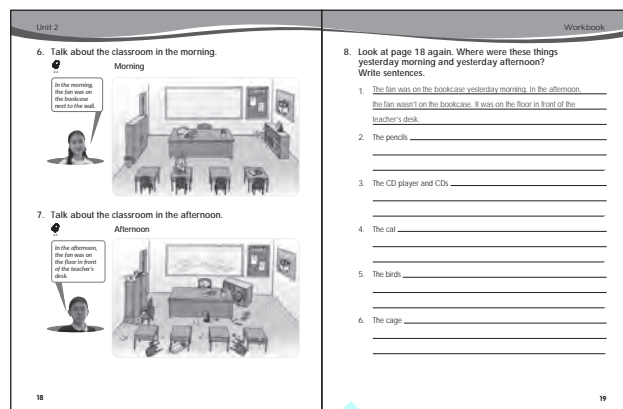 Unit 2
6. Talk about the classroom in the morning.
Morning
In the morning,
the fan was on
the bookcase
next to the wall.
7. Talk about the classroom in the afternoon.
Afternoon
In the afternoon,
the fan was on
the floor in front
of the teacher's
desk.
18
Workbook
8. Look at page 18 again. Where were these things
yesterday morning and yesterday afternoon?
Write sentences.
1. The fan was on the bookcase yesterday morning. In the afternoon,
the fan wasn't on the bookcase. It was on the floor in front of the
teacher's desk.
2. The pencils
3. The CD player and CDs
4. The cat
5. The birds
6. The cage
19